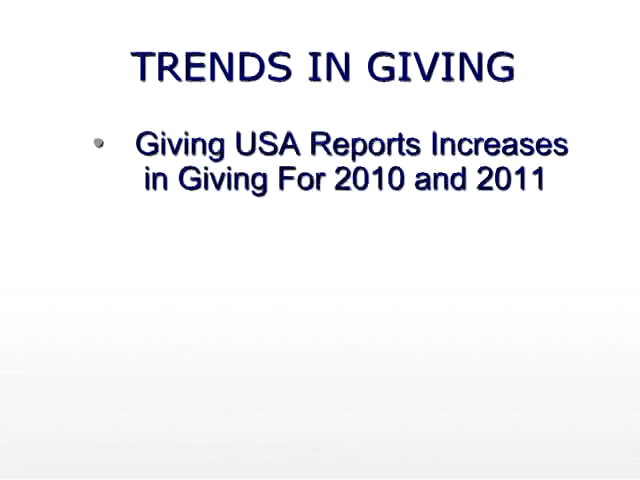 TRENDS IN GIVING
• Giving USA Reports Increases
in Giving For 2010 and 2011